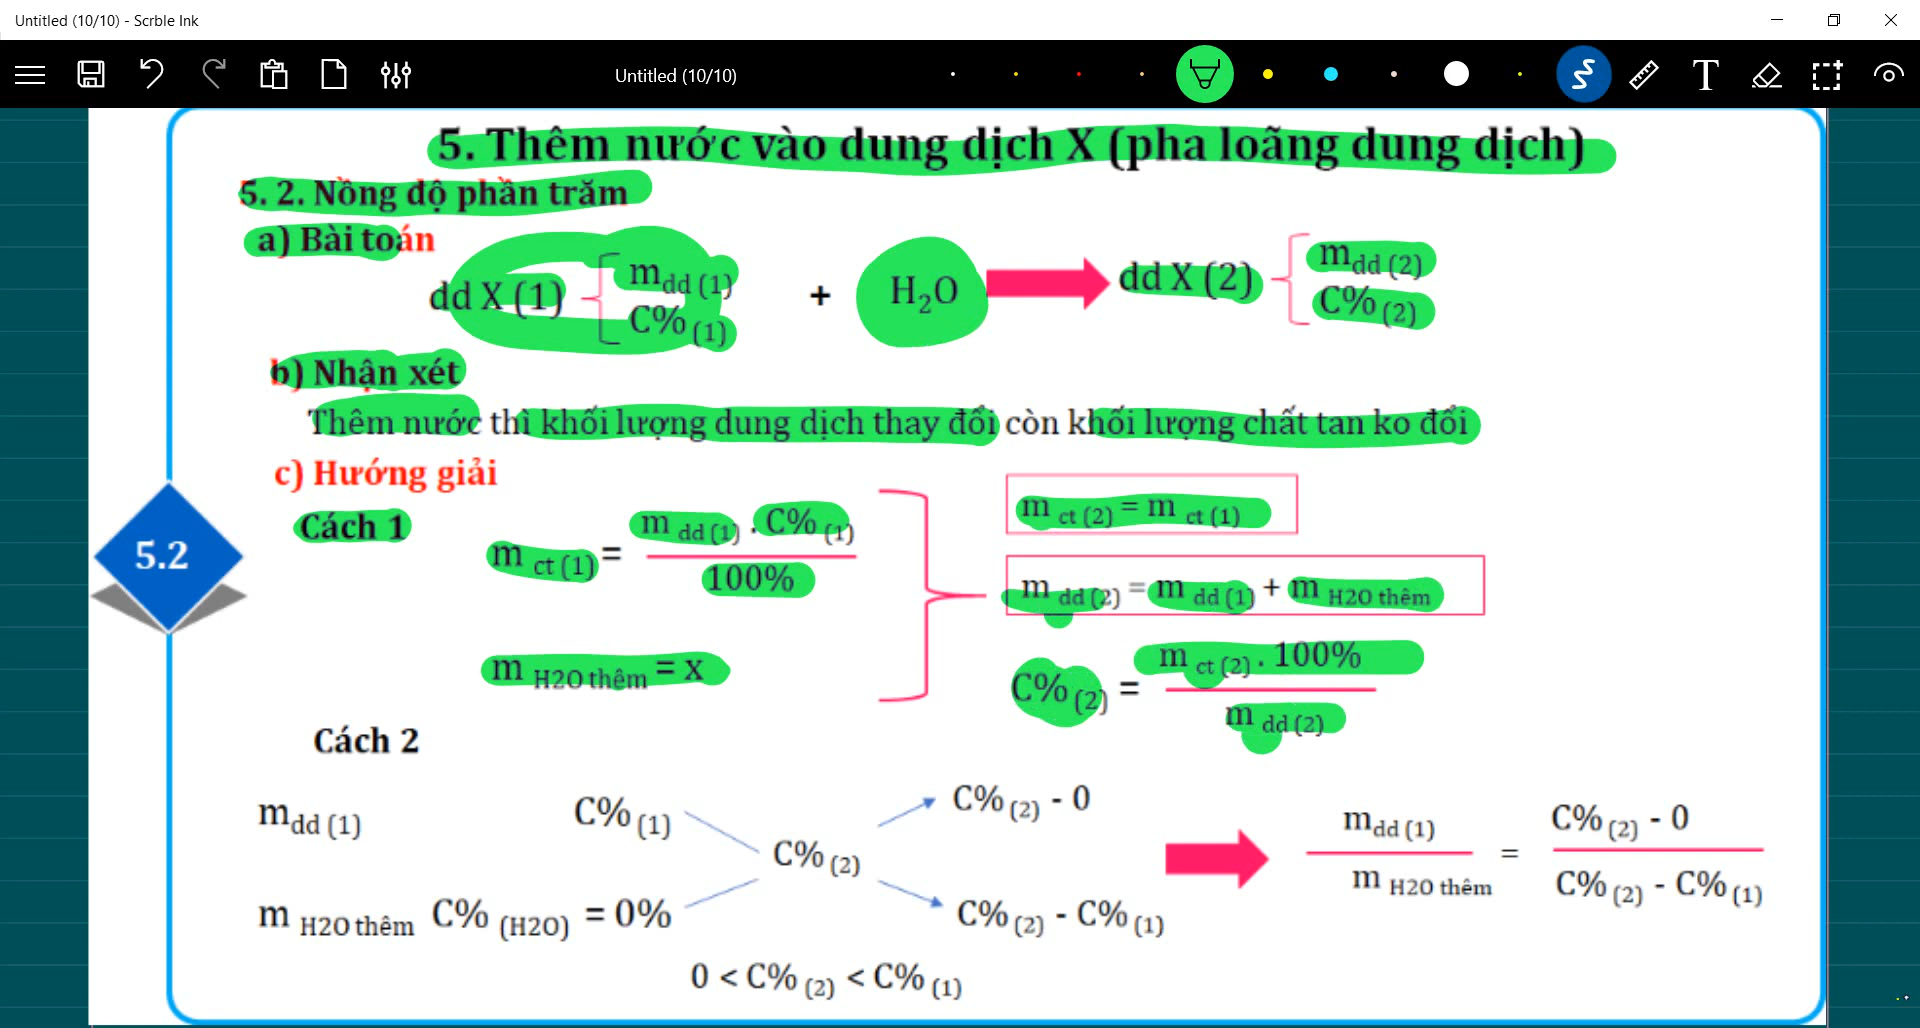 Untitled (10/10) - Scrble Ink
Untitled (10/10)
T
5. Thêm nước vào dung dịch X (pha loãng dung dịch)
5. 2. Nồng độ phần trăm
a) Bài toán
dd X (1) m dd (1) C% (1) + H2O dd X (2) m dd (2) C% (2)
b) Nhận xét
Thêm nước thì khối lượng dung dịch thay đổi còn khối lượng chất tan ko đổi
c) Hướng giải
Cách 1
m ct (1) = m dd (1) . C% (1) / 100%
m ct (2) = m ct (1)
5.2
m dd (2) = m dd (1) + m H2O thêm
m H2O thêm = x
C% (2) = m ct (2) . 100% / m dd (2)
Cách 2
m dd (1) C% (1) C% (2) - 0
C% (2)
m dd (1) / m H2O thêm = C% (2) - 0 / C% (2) - C% (1)
m H2O thêm C% (H2O) = 0% C% (2) - C% (1)
0 < C% (2) < C% (1)